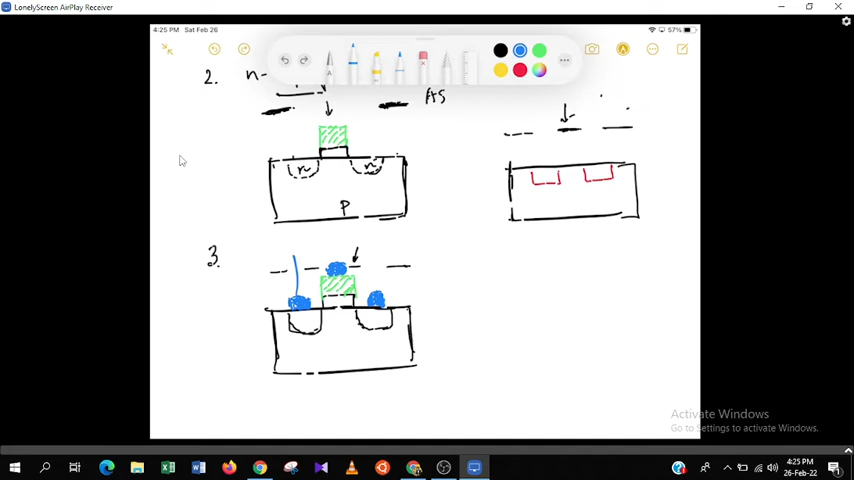 LonelyScreen AirPlay Receiver
4:25 PM Sat Feb 26
57%
A
2. n-
As
n n
P
3.
Activate Windows
Go to Settings to activate Windows.
4:25 PM
26-Feb-22